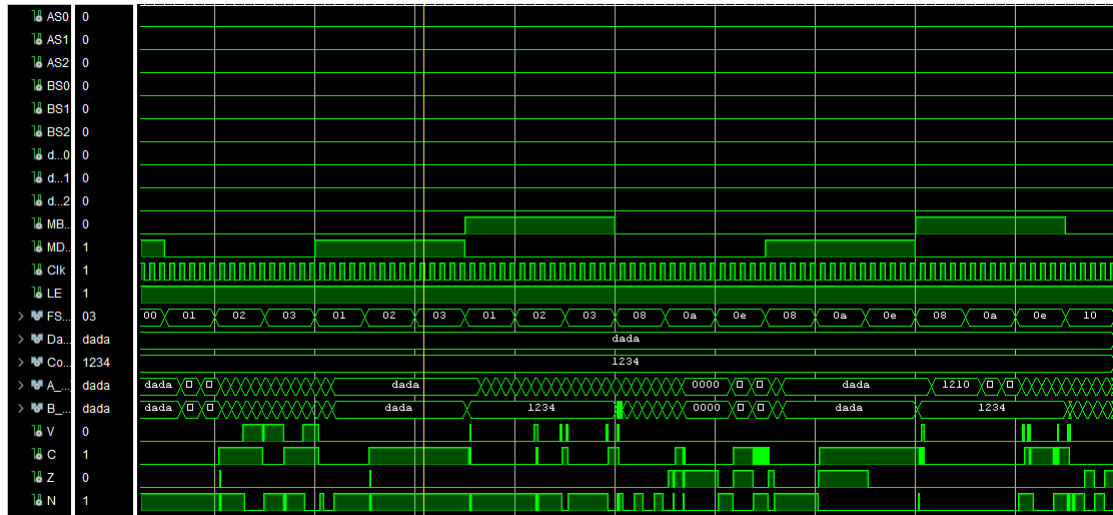 AS0 0
AS1 0
AS2 0
BS0 0
BS1 0
BS2 0
d...0 0
d...1 0
d...2 0
MB.. 0
MD.. 1
Clk 1
LE 1
FS... 03 00 01 02 03 01 02 03 01 02 03 08 0a 0e 08 0a 0e 08 0a 0e 10
Da... dada dada
Co... 1234 1234
A_... dada dada dada 0000 dada 1210
B_... dada dada dada 1234 0000 dada 1234
V 0
C 1
Z 0
N 1